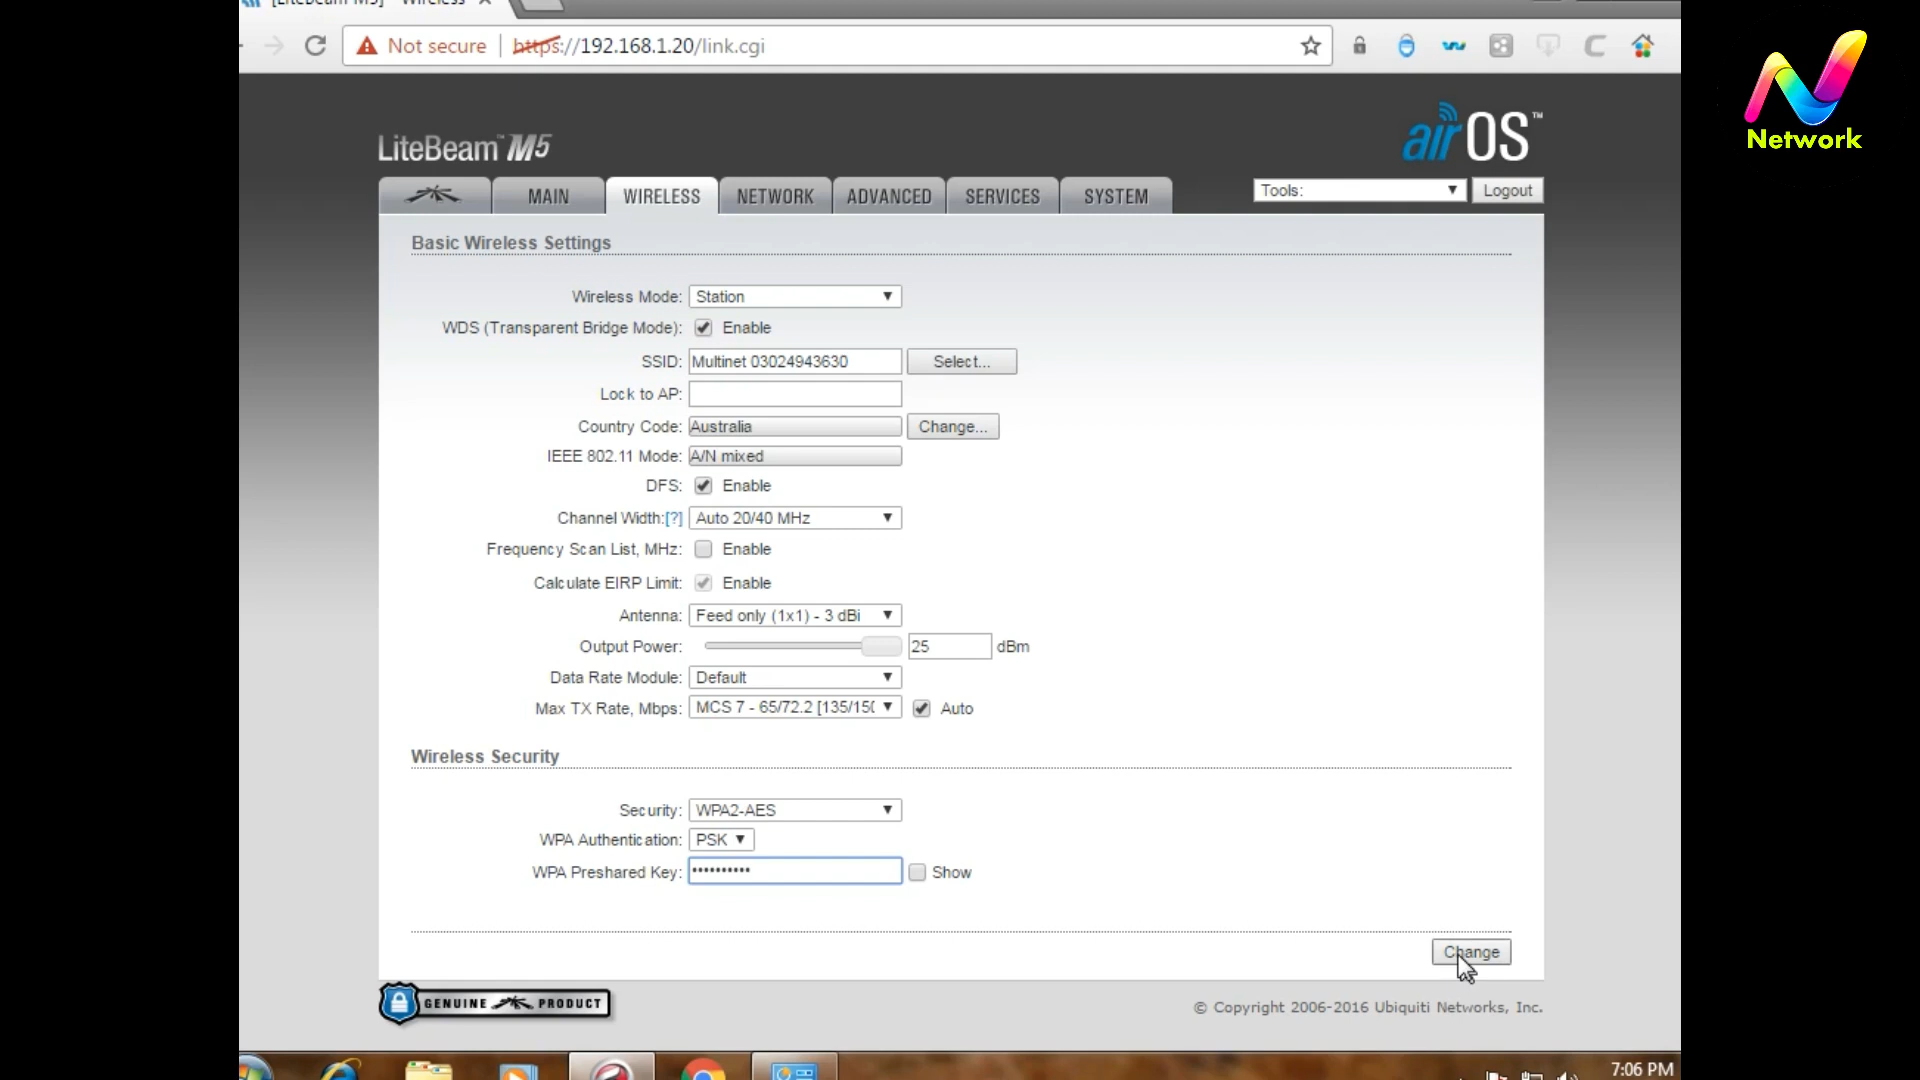 Not secure | https://192.168.1.20/link.cgi
Network
LiteBeam™ M5
airOS™
MAIN WIRELESS NETWORK ADVANCED SERVICES SYSTEM
Tools: Logout
Basic Wireless Settings
Wireless Mode: Station
WDS (Transparent Bridge Mode): Enable
SSID: Multinet 03024943630 Select...
Lock to AP:
Country Code: Australia Change...
IEEE 802.11 Mode: A/N mixed
DFS: Enable
Channel Width:[?] Auto 20/40 MHz
Frequency Scan List, MHz: Enable
Calculate EIRP Limit: Enable
Antenna: Feed only (1x1) - 3 dBi
Output Power: 25 dBm
Data Rate Module: Default
Max TX Rate, Mbps: MCS 7 - 65/72.2 [135/150 Auto
Wireless Security
Security: WPA2-AES
WPA Authentication: PSK
WPA Preshared Key: •••••••••• Show
Change
GENUINE PRODUCT
© Copyright 2006-2016 Ubiquiti Networks, Inc.
7:06 PM